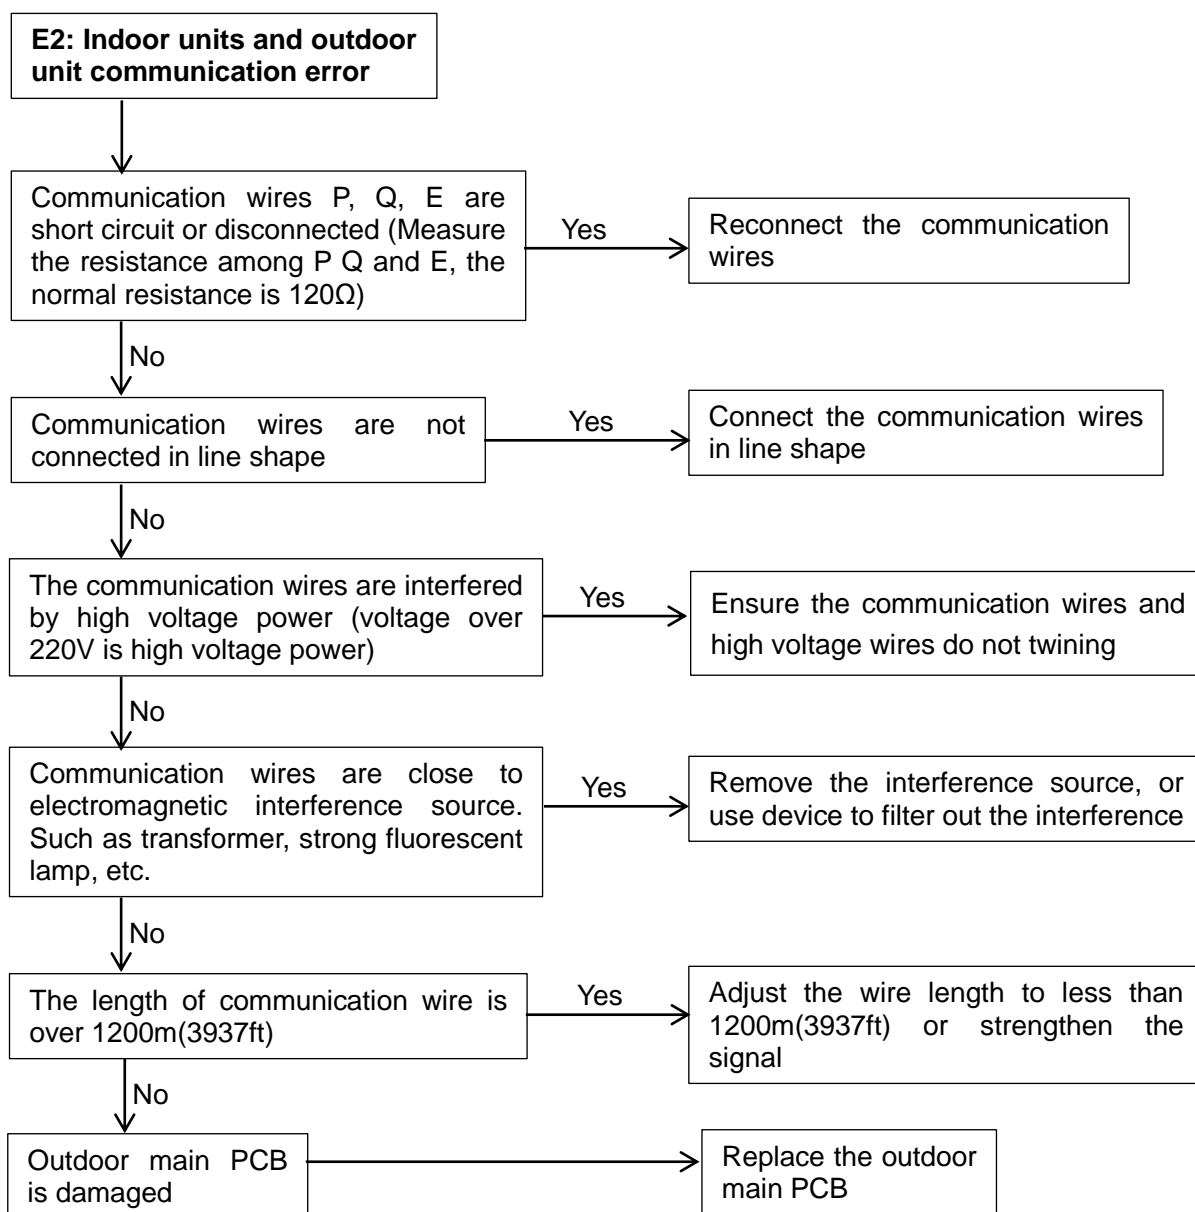 E2: Indoor units and outdoor
unit communication error
Communication wires P, Q, E are
short circuit or disconnected (Measure
the resistance among P Q and E, the
normal resistance is 120Ω)
Yes
Reconnect the communication
wires
No
Communication wires are not
connected in line shape
Yes
Connect the communication wires
in line shape
No
The communication wires are interfered
by high voltage power (voltage over
220V is high voltage power)
Yes
Ensure the communication wires and
high voltage wires do not twining
No
Communication wires are close to
electromagnetic interference source.
Such as transformer, strong fluorescent
lamp, etc.
Yes
Remove the interference source, or
use device to filter out the interference
No
The length of communication wire is
over 1200m(3937ft)
Yes
Adjust the wire length to less than
1200m(3937ft) or strengthen the
signal
No
Outdoor main PCB
is damaged
Replace the outdoor
main PCB